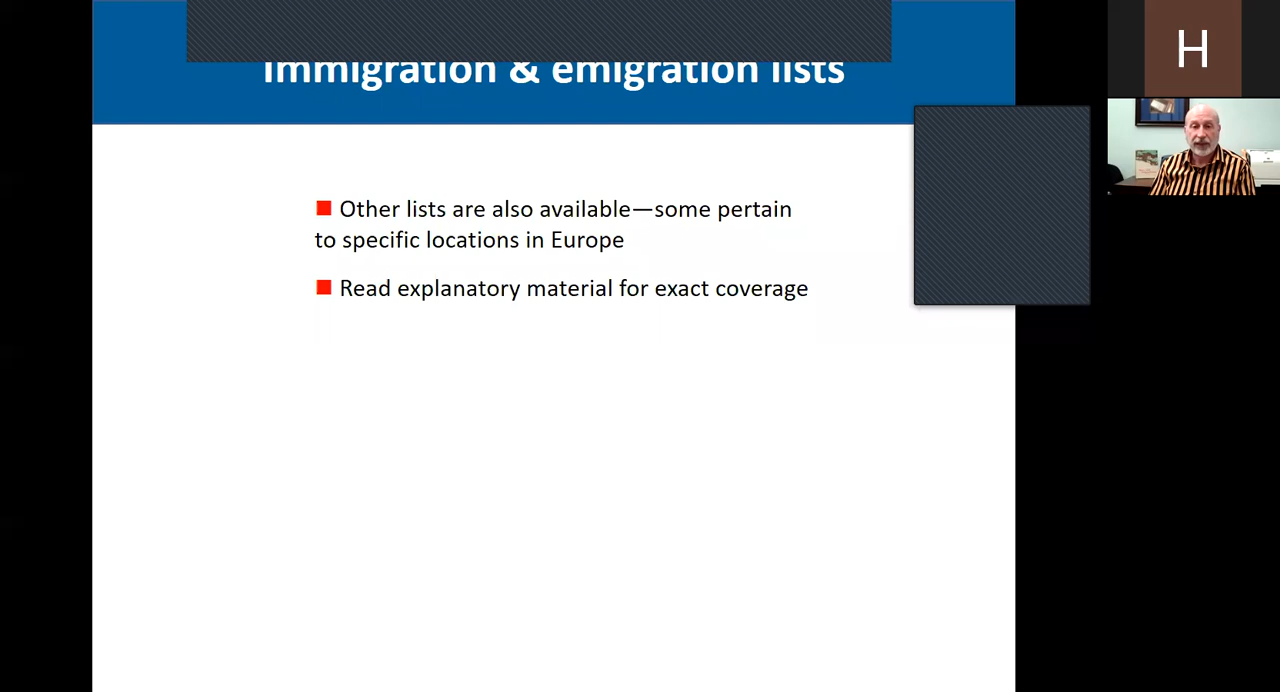 Immigration & emigration lists
H
Other lists are also available—some pertain
to specific locations in Europe
Read explanatory material for exact coverage